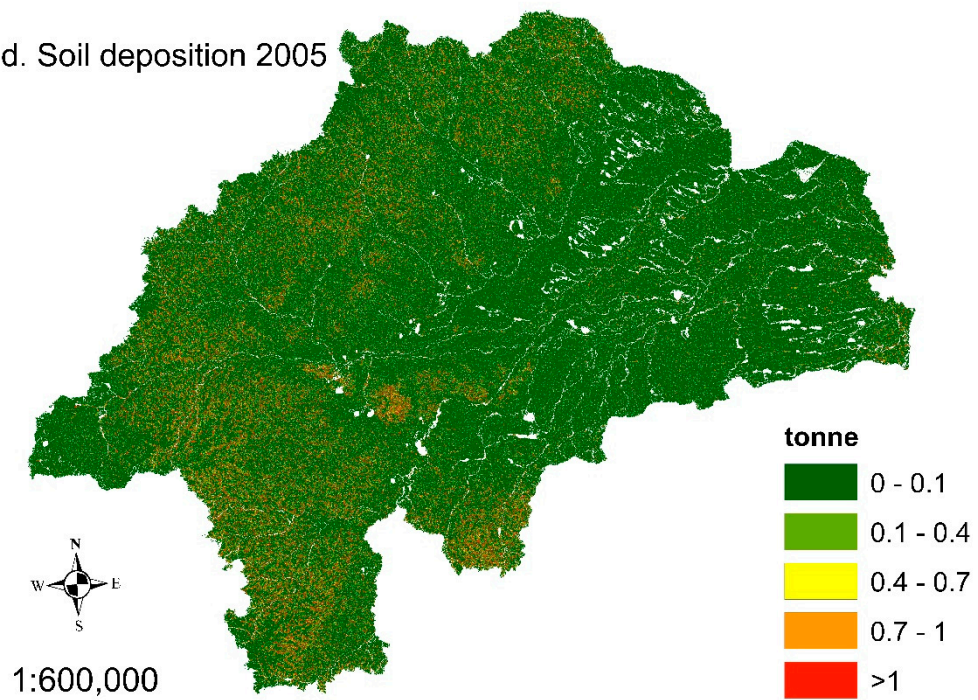 d. Soil deposition 2005
tonne
0 - 0.1
0.1 - 0.4
0.4 - 0.7
0.7 - 1
>1
N
W E
S
1:600,000